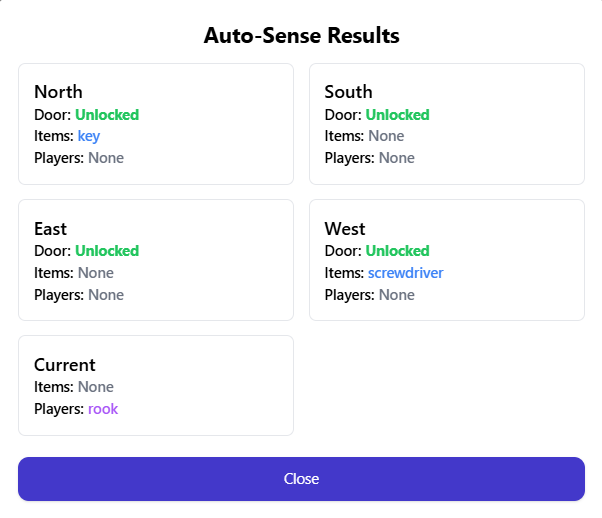 Auto-Sense Results
North
Door: Unlocked
Items: key
Players: None
South
Door: Unlocked
Items: None
Players: None
East
Door: Unlocked
Items: None
Players: None
West
Door: Unlocked
Items: screwdriver
Players: None
Current
Items: None
Players: rook
Close